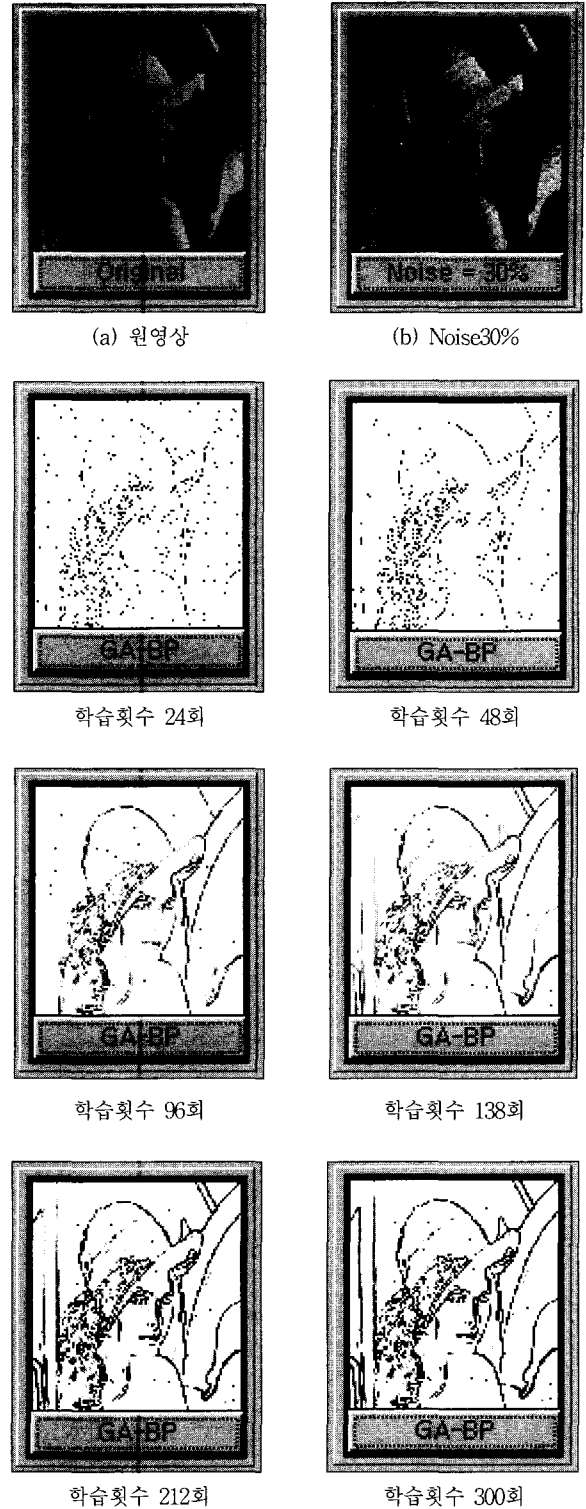 Original
Noise = 30%
(a) 원영상
(b) Noise30%
GA-BP
GA-BP
학습횟수 24회
학습횟수 48회
GA-BP
GA-BP
학습횟수 96회
학습횟수 138회
GA-BP
GA-BP
학습횟수 212회
학습횟수 300회